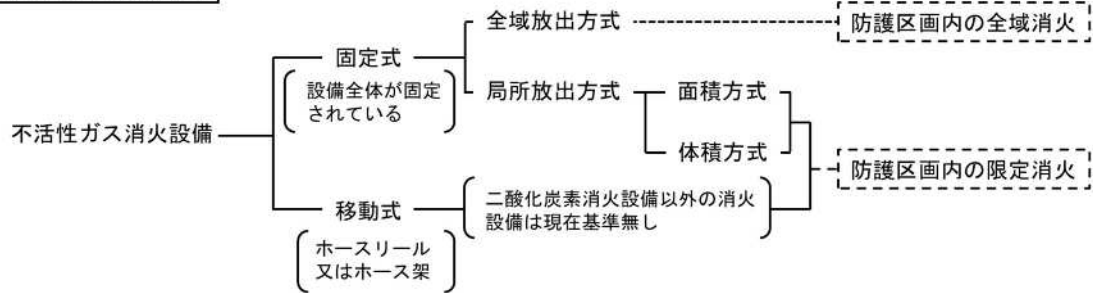 全域放出方式
防護区画内の全域消火
固定式
設備全体が固定
されている
局所放出方式
面積方式
不活性ガス消火設備
体積方式
防護区画内の限定消火
移動式
二酸化炭素消火設備以外の消火
設備は現在基準無し
ホースリール
又はホース架